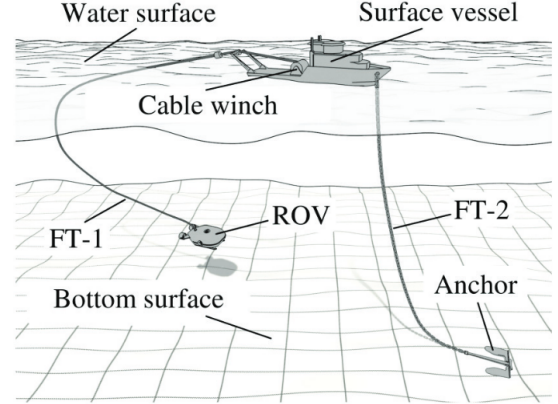 Water surface
Surface vessel
Cable winch
FT-1
ROV
FT-2
Bottom surface
Anchor